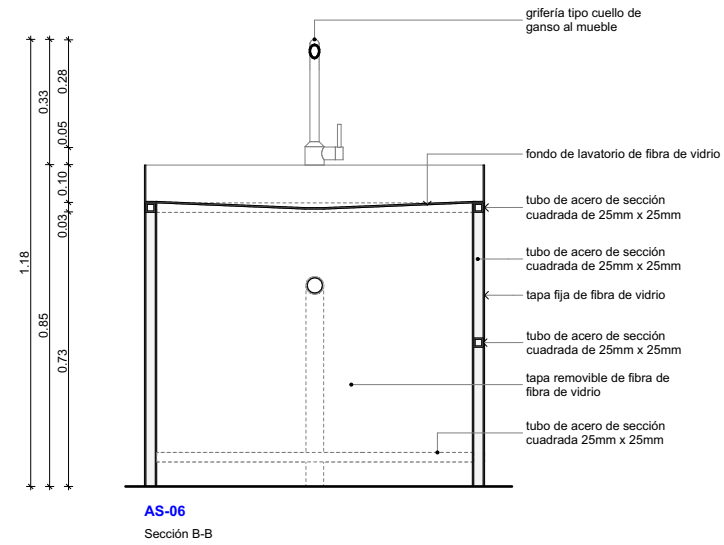 grifería tipo cuello de
ganso al mueble
fondo de lavatorio de fibra de vidrio
tubo de acero de sección
cuadrada de 25mm x 25mm
tubo de acero de sección
cuadrada de 25mm x 25mm
tapa fija de fibra de vidrio
tubo de acero de sección
cuadrada de 25mm x 25mm
tapa removible de fibra de
fibra de vidrio
tubo de acero de sección
cuadrada 25mm x 25mm
1.18
0.33
0.85
0.28
0.05
0.10
0.03
0.73
AS-06
Sección B-B